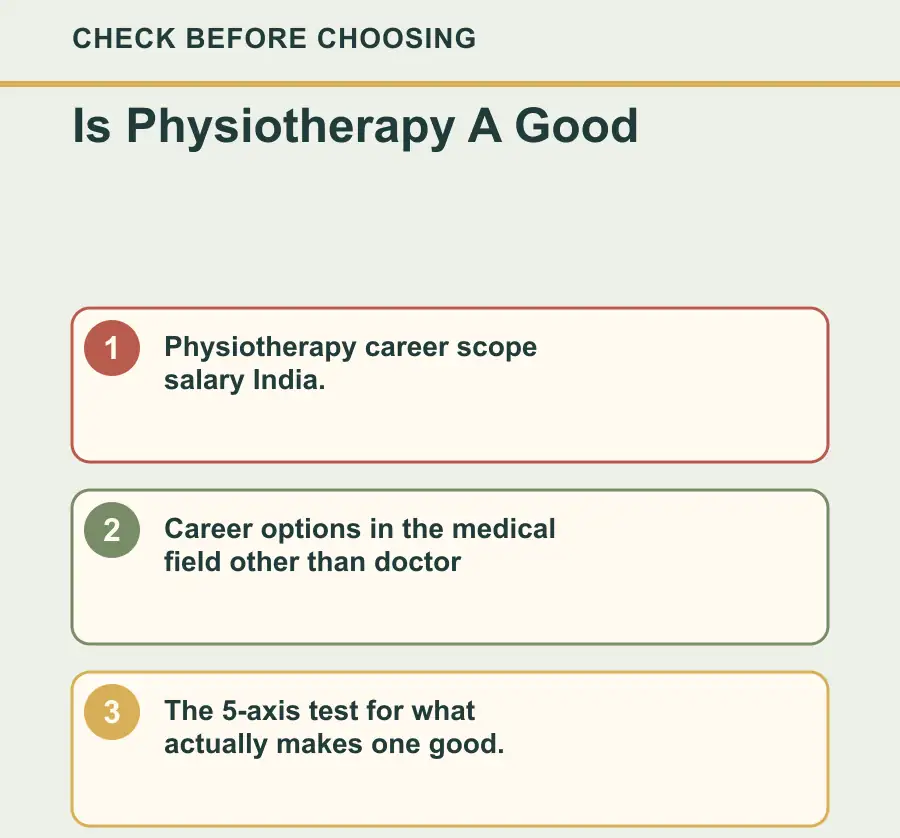 CHECK BEFORE CHOOSING
Is Physiotherapy A Good
1
Physiotherapy career scope
salary India.
2
Career options in the medical
field other than doctor
3
The 5-axis test for what
actually makes one good.